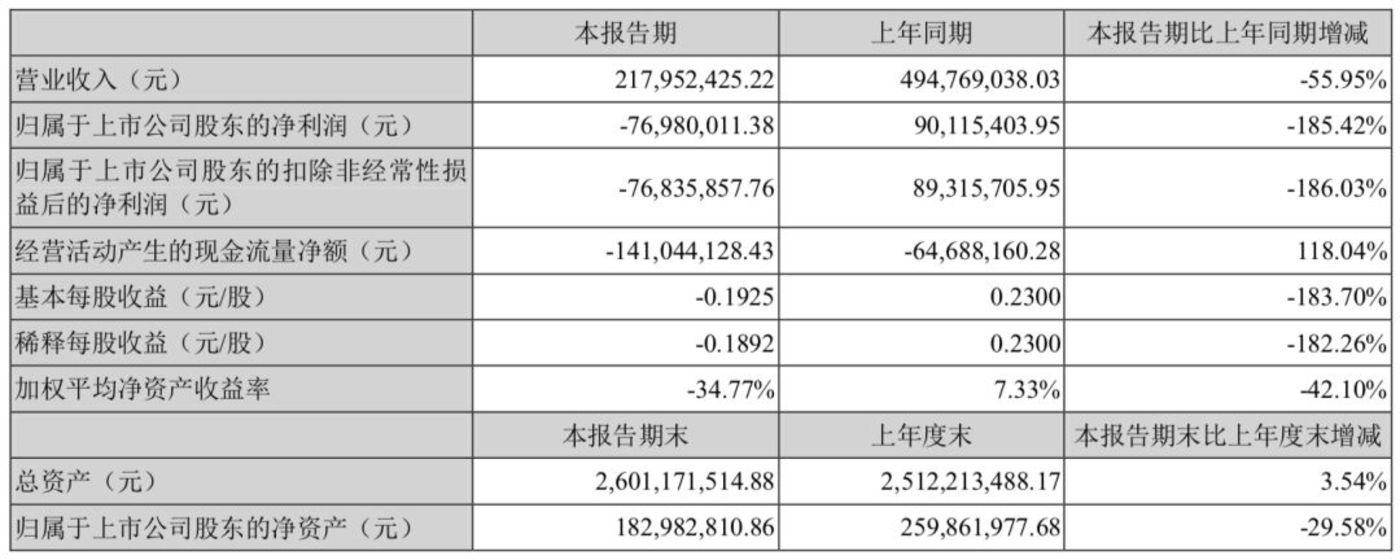 本报告期 上年同期 本报告期比上年同期增减
营业收入（元） 217,952,425.22 494,769,038.03 -55.95%
归属于上市公司股东的净利润（元） -76,980,011.38 90,115,403.95 -185.42%
归属于上市公司股东的扣除非经常性损
益后的净利润（元） -76,835,857.76 89,315,705.95 -186.03%
经营活动产生的现金流量净额（元） -141,044,128.43 -64,688,160.28 118.04%
基本每股收益（元/股） -0.1925 0.2300 -183.70%
稀释每股收益（元/股） -0.1892 0.2300 -182.26%
加权平均净资产收益率 -34.77% 7.33% -42.10%
本报告期末 上年度末 本报告期末比上年度末增减
总资产（元） 2,601,171,514.88 2,512,213,488.17 3.54%
归属于上市公司股东的净资产（元） 182,982,810.86 259,861,977.68 -29.58%